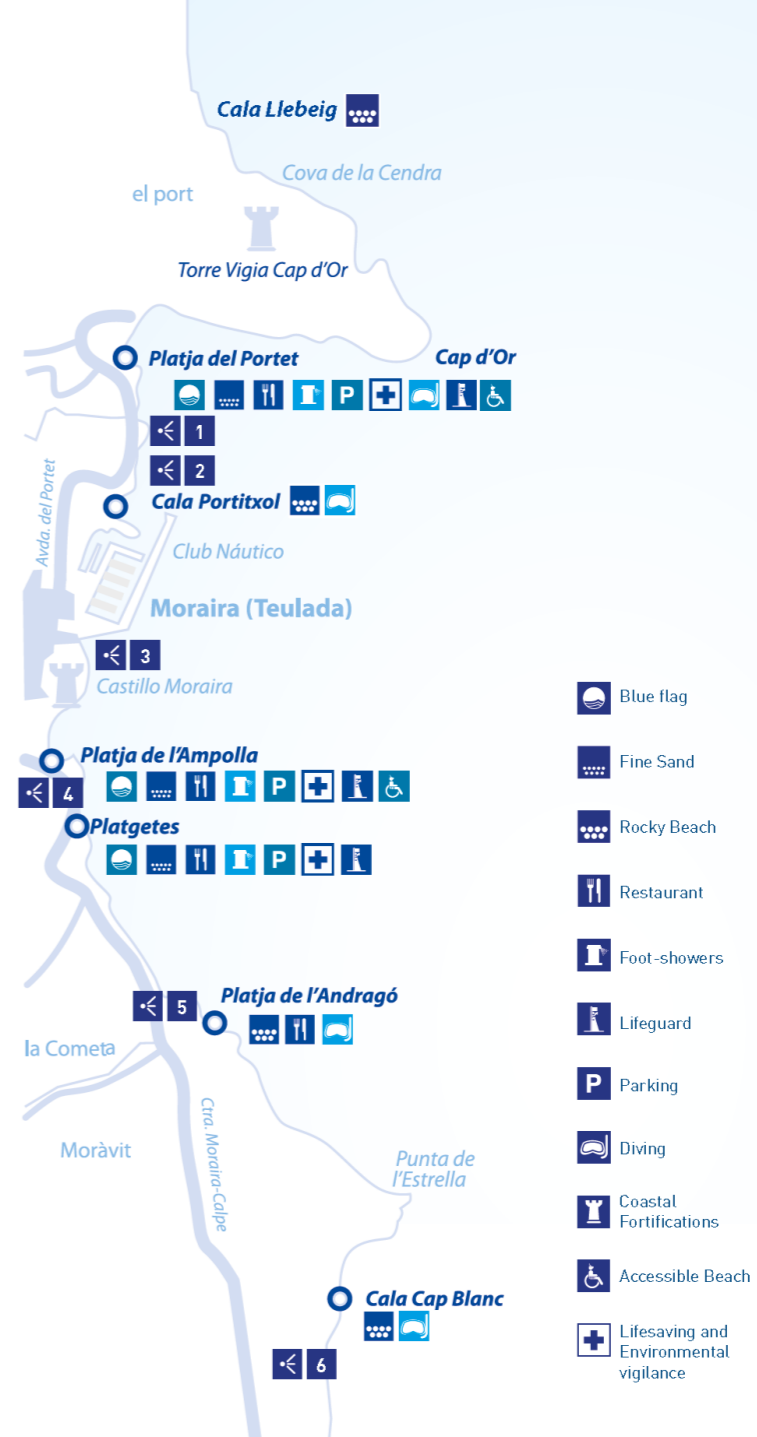 Cala Llebeig
Cova de la Cendra
el port
Torre Vigia Cap d'Or
Platja del Portet
Cap d'Or
P
1
2
Avda. del Portet
Cala Portitxol
Club Náutico
Moraira (Teulada)
3
Castillo Moraira
Platja de l'Ampolla
P
4
Platgetes
P
Platja de l'Andragó
5
la Cometa
Ctra. Moraira-Calpe
Moràvit
Punta de
l'Estrella
Cala Cap Blanc
6
Blue flag
Fine Sand
Rocky Beach
Restaurant
Foot-showers
Lifeguard
P
Parking
Diving
Coastal
Fortifications
Accessible Beach
Lifesaving and
Environmental
vigilance